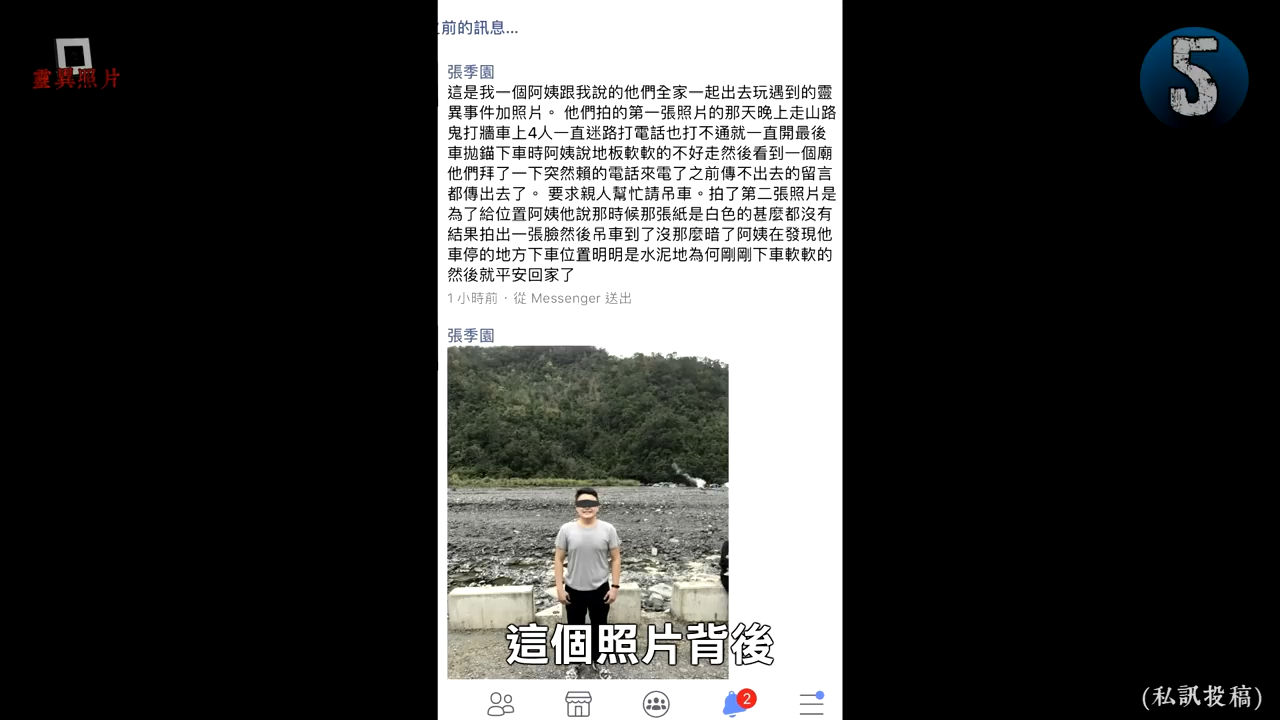 之前的訊息...
靈異照片
5
張季園
這是我一個阿姨跟我說的他們全家一起出去玩遇到的靈
異事件加照片。 他們拍的第一張照片的那天晚上走山路
鬼打牆車上4人一直迷路打電話也打不通就一直開最後
車拋錨下車時阿姨說地板軟軟的不好走然後看到一個廟
他們拜了一下突然賴的電話來電了之前傳不出去的留言
都傳出去了。 要求親人幫忙請吊車。拍了第二張照片是
為了給位置阿姨他說那時候那張紙是白色的甚麼都沒有
結果拍出一張臉然後吊車到了沒那麼暗了阿姨在發現他
車停的地方下車位置明明是水泥地為何剛剛下車軟軟的
然後就平安回家了
1 小時前・從 Messenger 送出
張季園
這個照片背後
2
(私訊投稿)